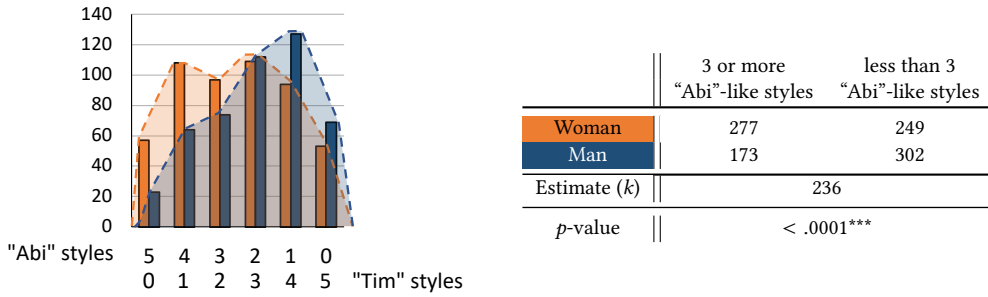 140
120
100
80
60
40
20
0
"Abi" styles 5 4 3 2 1 0
0 1 2 3 4 5 "Tim" styles
3 or more less than 3
“Abi”-like styles “Abi”-like styles
Woman 277 249
Man 173 302
Estimate (k) 236
p-value < .0001***